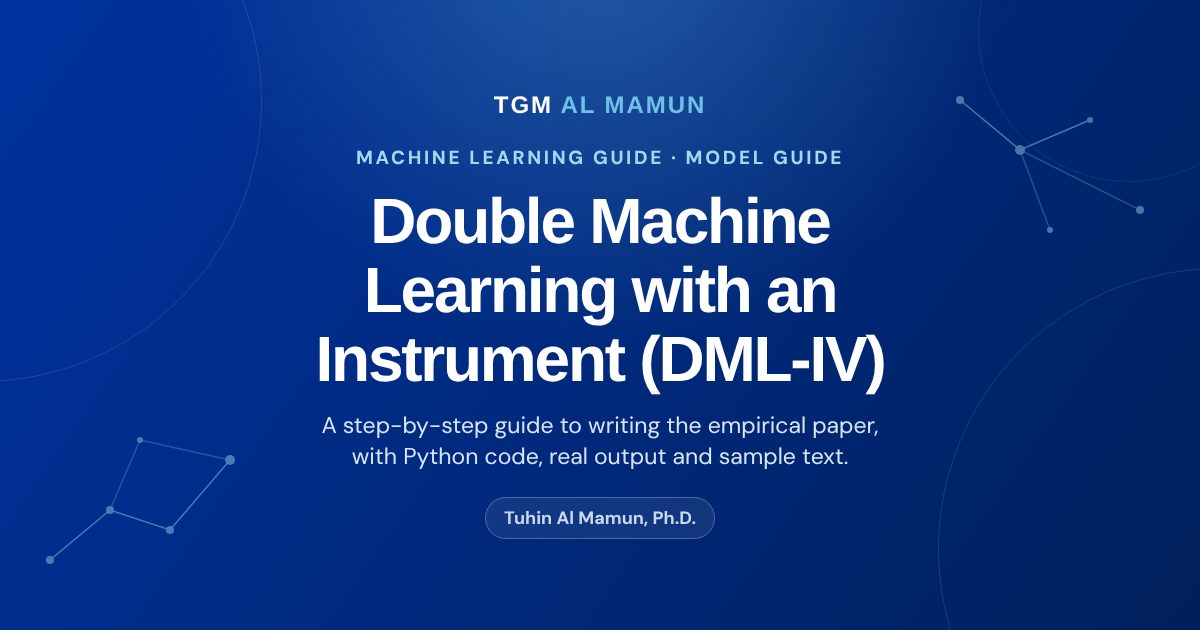 TGM AL MAMUN
MACHINE LEARNING GUIDE · MODEL GUIDE
Double Machine
Learning with an
Instrument (DML-IV)
A step-by-step guide to writing the empirical paper,
with Python code, real output and sample text.
Tuhin Al Mamun, Ph.D.